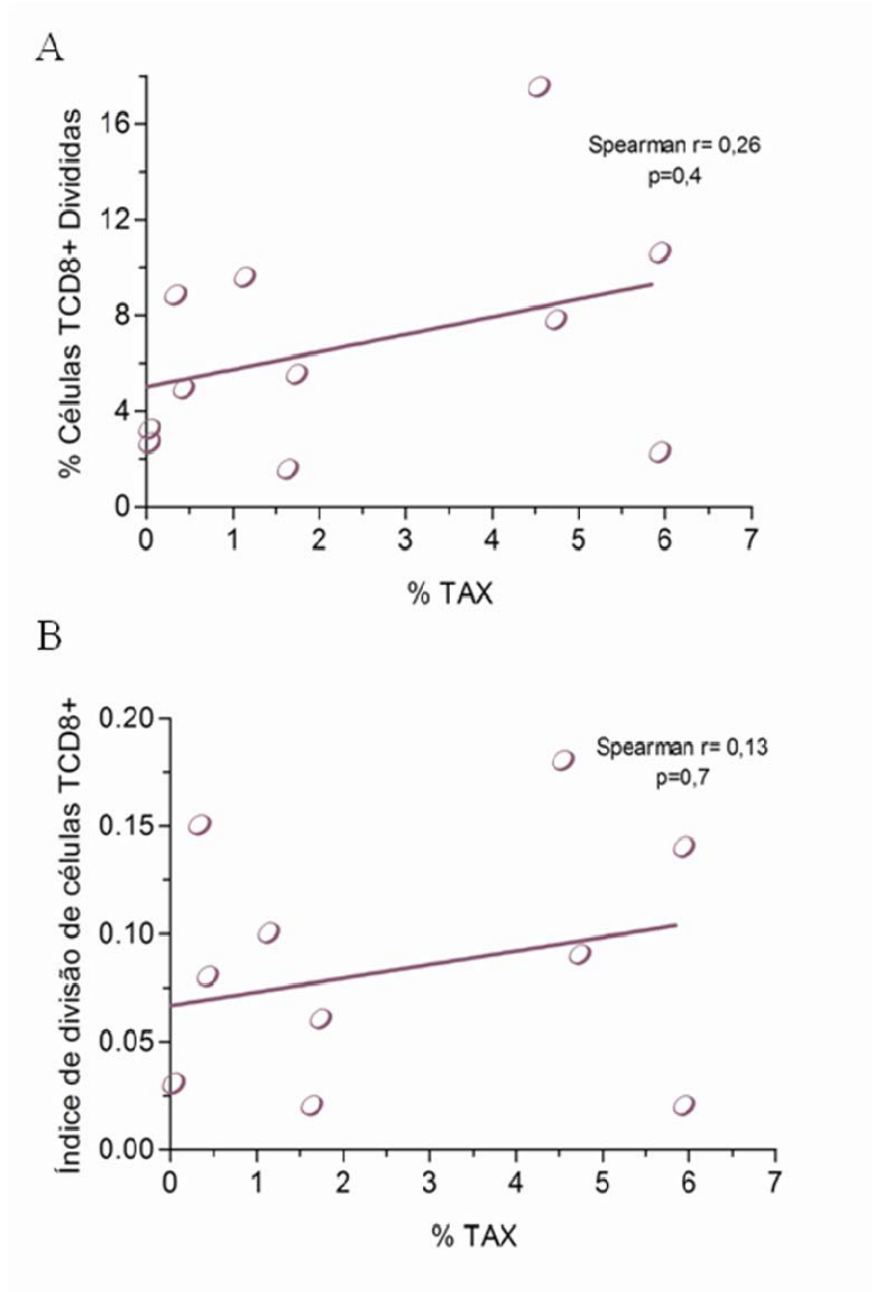 A
% Células TCD8+ Divididas
16
12
8
4
0
Spearman r= 0,26
p=0,4
0 1 2 3 4 5 6 7
% TAX
B
Índice de divisão de células TCD8+
0.20
0.15
0.10
0.05
0.00
Spearman r= 0,13
p=0,7
0 1 2 3 4 5 6 7
% TAX